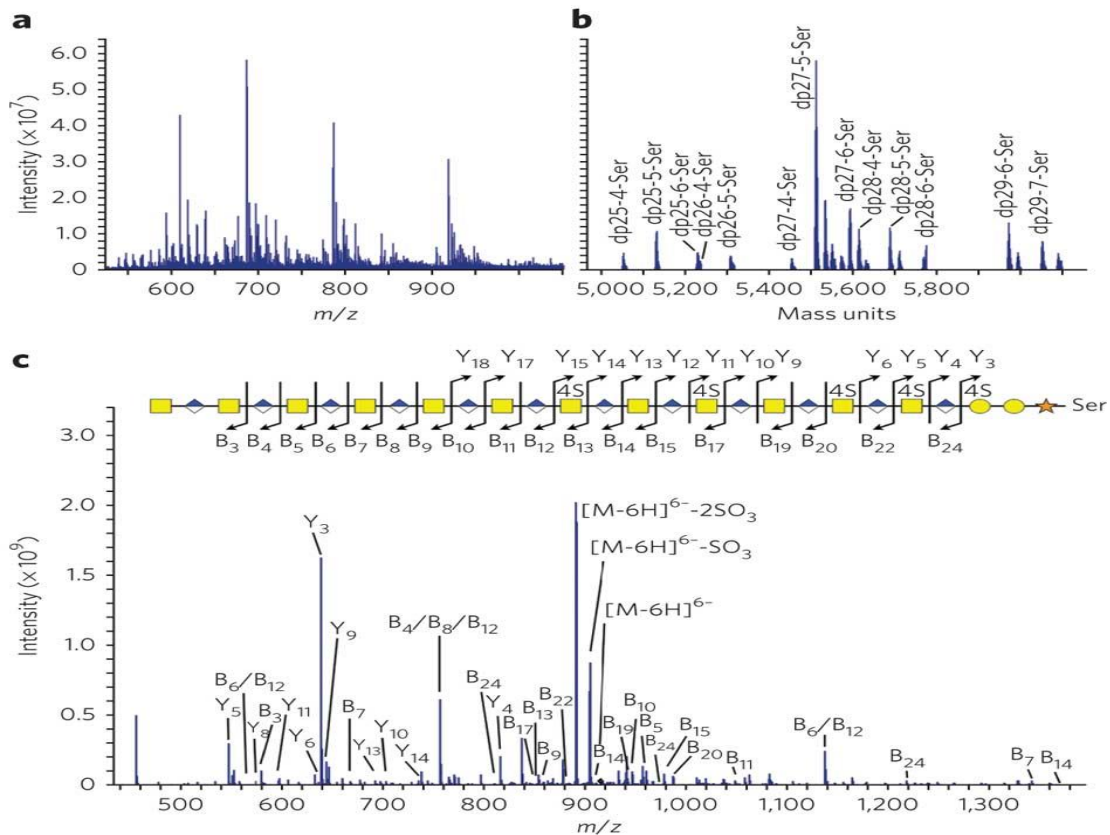 a
Intensity (×10⁷)
6.0
5.0
4.0
3.0
2.0
1.0
0
600
700
800
900
m/z
b
dp25-4-Ser
dp25-5-Ser
dp25-6-Ser
dp26-4-Ser
dp26-5-Ser
dp27-4-Ser
dp27-5-Ser
dp27-6-Ser
dp28-4-Ser
dp28-5-Ser
dp28-6-Ser
dp29-6-Ser
dp29-7-Ser
5,000
5,200
5,400
5,600
5,800
Mass units
c
Y₁₈ Y₁₇ Y₁₅ Y₁₄ Y₁₃ Y₁₂ Y₁₁ Y₁₀ Y₉ Y₆ Y₅ Y₄ Y₃
4S 4S 4S 4S 4S
Ser
B₃ B₄ B₅ B₆ B₇ B₈ B₉ B₁₀ B₁₁ B₁₂ B₁₃ B₁₄ B₁₅ B₁₇ B₁₉ B₂₀ B₂₂ B₂₄
Intensity (×10⁹)
3.0
2.0
1.0
0.5
0
Y₅
B₆/B₁₂
Y₈
B₃
Y₁₁
Y₆
Y₃
Y₉
B₇
Y₁₃
Y₁₀
Y₁₄
B₄/B₈/B₁₂
B₂₄
Y₄
B₁₇
B₁₃
B₉
B₂₂
[M-6H]⁶⁻-2SO₃
[M-6H]⁶⁻-SO₃
[M-6H]⁶⁻
B₁₄
B₁₉
B₁₀
B₅
B₂₄
B₁₅
B₂₀
B₁₁
B₆/B₁₂
B₂₄
B₇
B₁₄
500
600
700
800
900
1,000
1,100
1,200
1,300
m/z